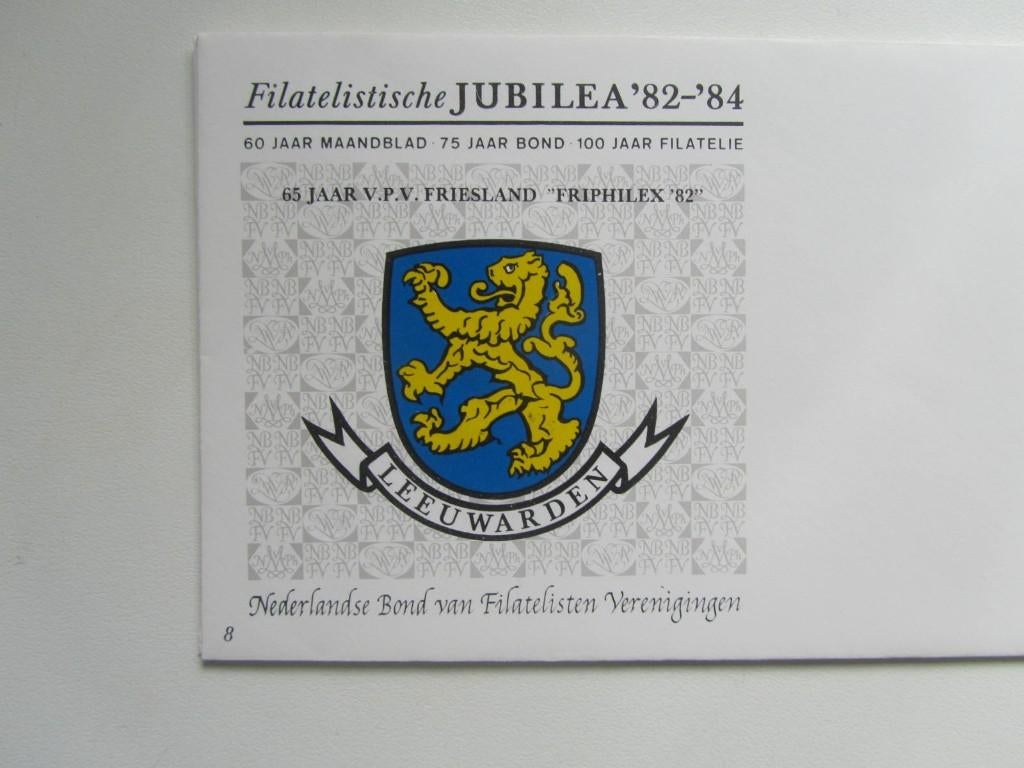 Filatelistische JUBILEA '82-'84
60 JAAR MAANDBLAD · 75 JAAR BOND · 100 JAAR FILATELIE
65 JAAR V.P.V. FRIESLAND "FRIPHILEX '82"
LEEUWARDEN
Nederlandse Bond van Filatelisten Verenigingen
8